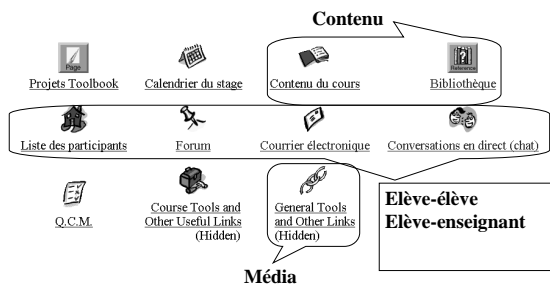 Contenu
Page
Reference
Projets Toolbook
Calendrier du stage
Contenu du cours
Bibliothèque
Liste des participants
Forum
Courrier électronique
Conversations en direct (chat)
Q.C.M.
Course Tools and
Other Useful Links
(Hidden)
General Tools
and Other Links
(Hidden)
Elève-élève
Elève-enseignant
Média